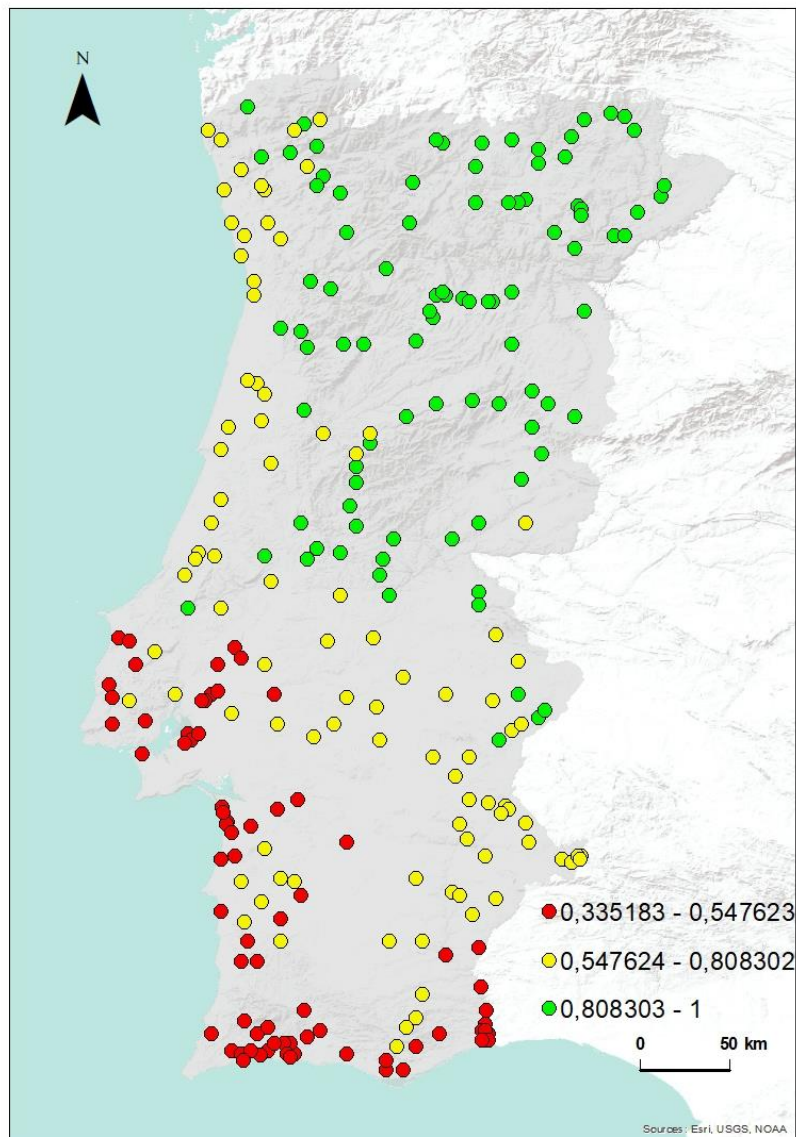 N
0,335183 - 0,547623
0,547624 - 0,808302
0,808303 - 1
0 50 km
Sources: Esri, USGS, NOAA